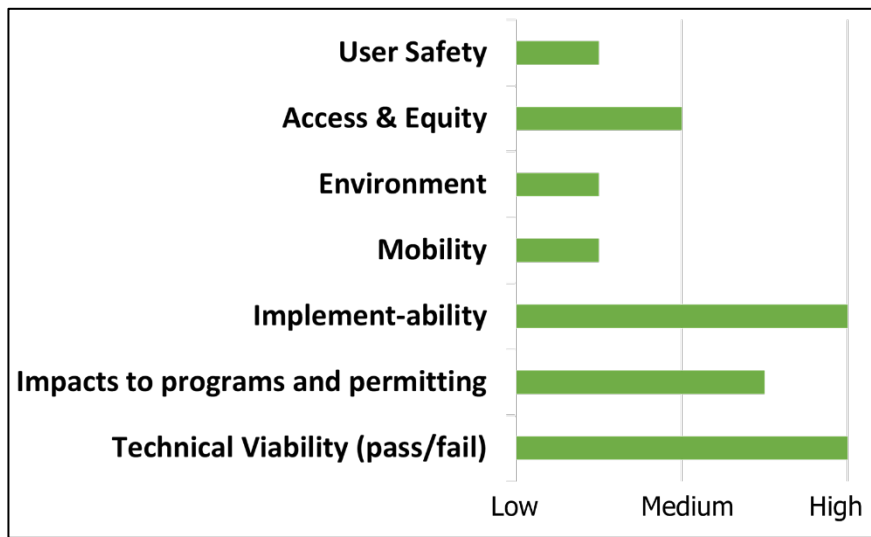 User Safety
Access & Equity
Environment
Mobility
Implement-ability
Impacts to programs and permitting
Technical Viability (pass/fail)
Low Medium High